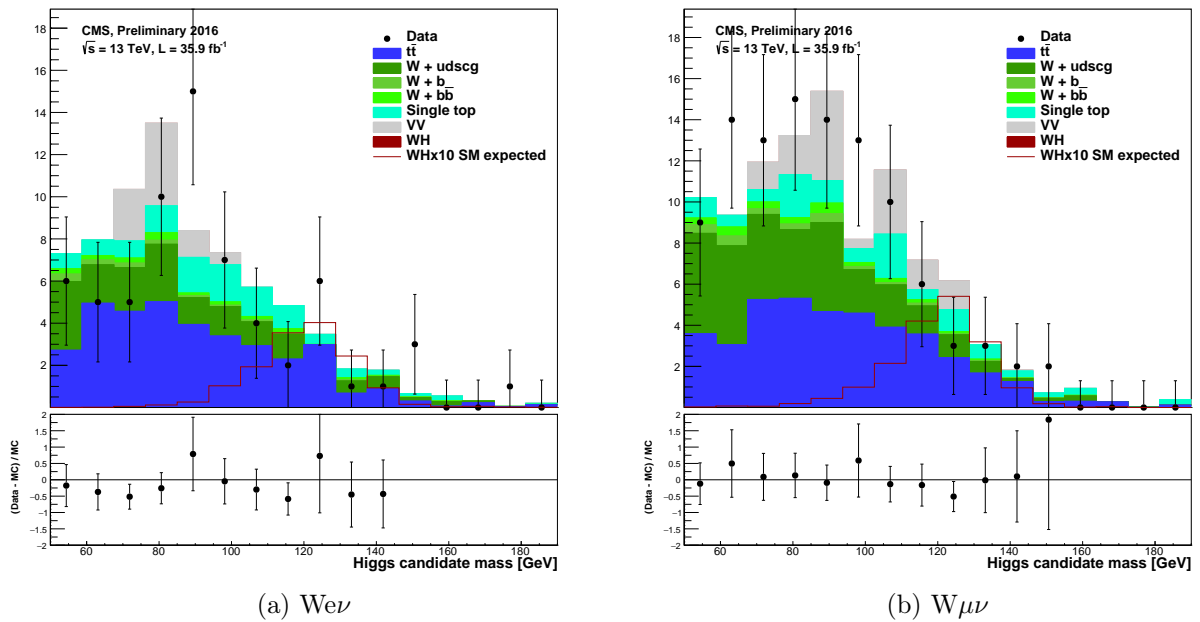 CMS, Preliminary 2016
√s = 13 TeV, L = 35.9 fb⁻¹
Data
tt̄
W + udscg
W + b
W + bb̄
Single top
VV
WH
WHx10 SM expected
18
16
14
12
10
8
6
4
2
(Data - MC) / MC
2
1.5
1
0.5
0
−0.5
−1
−1.5
−2
60 80 100 120 140 160 180
Higgs candidate mass [GeV]
(a) Weν
CMS, Preliminary 2016
√s = 13 TeV, L = 35.9 fb⁻¹
Data
tt̄
W + udscg
W + b
W + bb̄
Single top
VV
WH
WHx10 SM expected
18
16
14
12
10
8
6
4
2
(Data - MC) / MC
2
1.5
1
0.5
0
−0.5
−1
−1.5
−2
60 80 100 120 140 160 180
Higgs candidate mass [GeV]
(b) Wμν